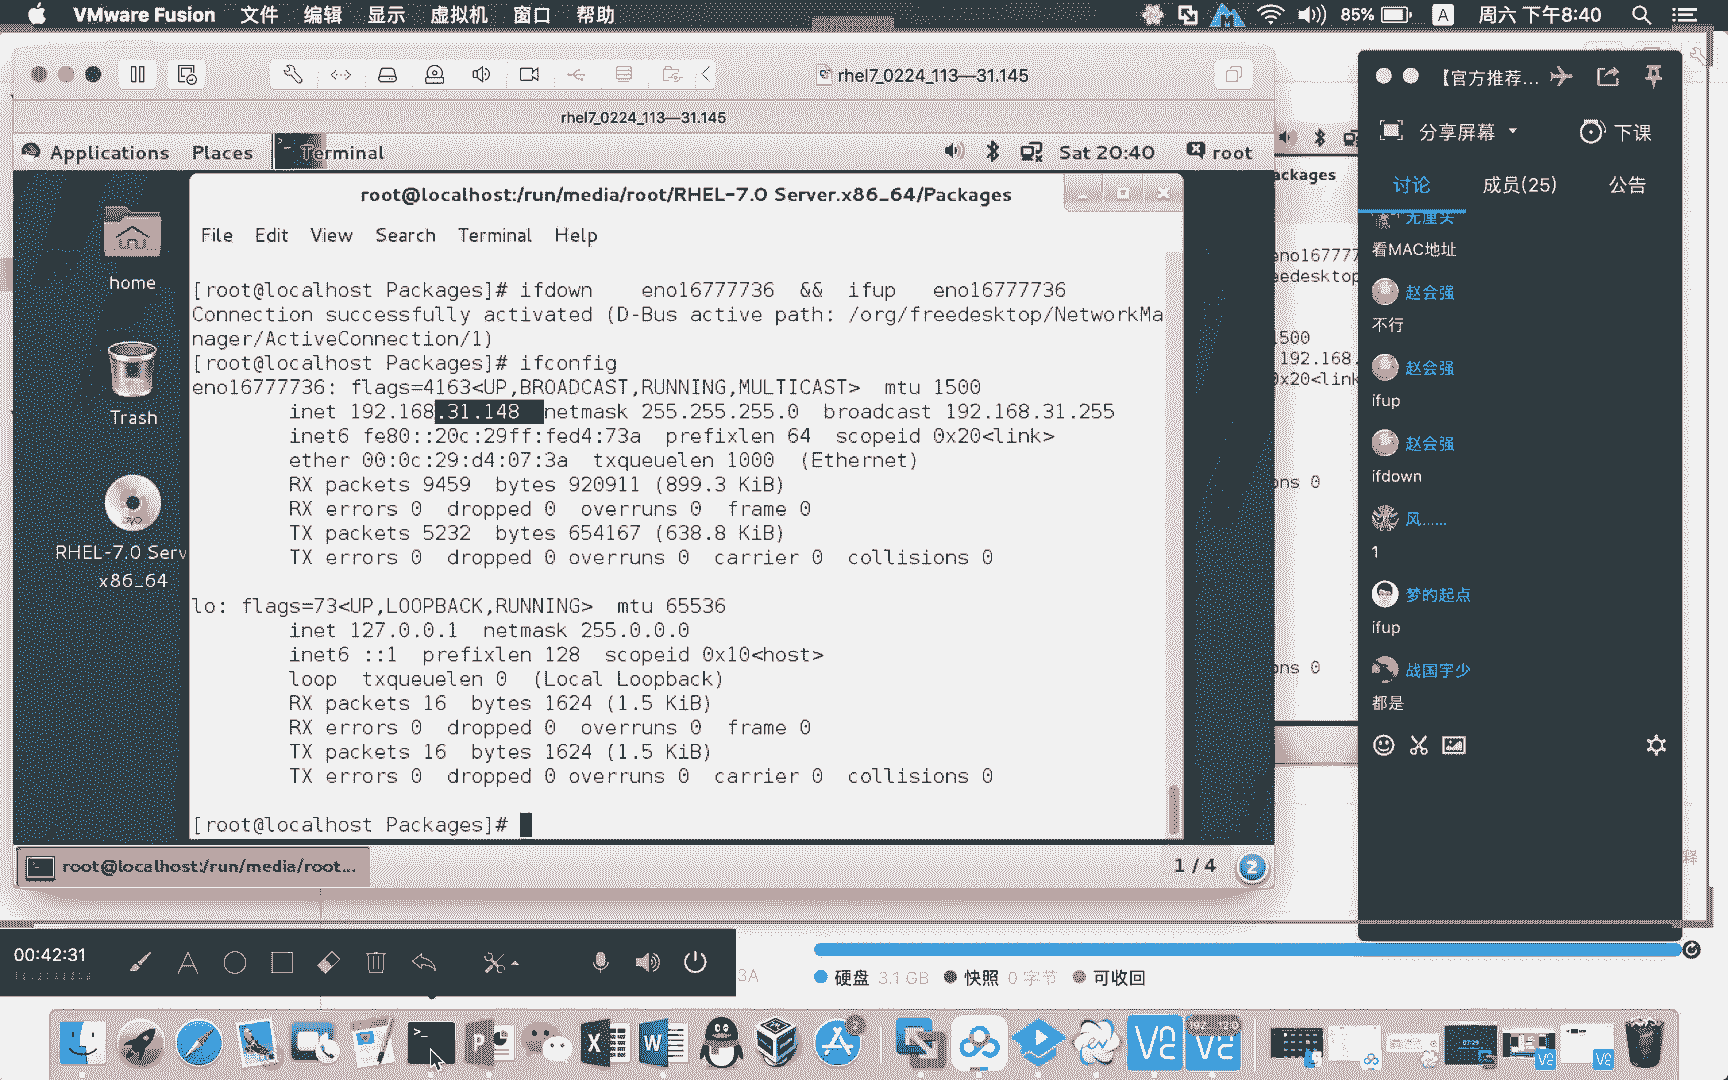 VMware Fusion 文件 编辑 显示 虚拟机 窗口 帮助 85% A 周六 下午8:40
rhel7_0224_113—31.145
rhel7_0224_113—31.145
Applications Places Terminal Sat 20:40 root
root@localhost:/run/media/root/RHEL-7.0 Server.x86_64/Packages
File Edit View Search Terminal Help
[root@localhost Packages]# ifdown    eno16777736  &&  ifup   eno16777736
Connection successfully activated (D-Bus active path: /org/freedesktop/NetworkMa
nager/ActiveConnection/1)
[root@localhost Packages]# ifconfig
eno16777736: flags=4163<UP,BROADCAST,RUNNING,MULTICAST>  mtu 1500
inet 192.168.31.148  netmask 255.255.255.0  broadcast 192.168.31.255
inet6 fe80::20c:29ff:fed4:73a  prefixlen 64  scopeid 0x20<link>
ether 00:0c:29:d4:07:3a  txqueuelen 1000  (Ethernet)
RX packets 9459  bytes 920911 (899.3 KiB)
RX errors 0  dropped 0  overruns 0  frame 0
TX packets 5232  bytes 654167 (638.8 KiB)
TX errors 0  dropped 0 overruns 0  carrier 0  collisions 0
lo: flags=73<UP,LOOPBACK,RUNNING>  mtu 65536
inet 127.0.0.1  netmask 255.0.0.0
inet6 ::1  prefixlen 128  scopeid 0x10<host>
loop  txqueuelen 0  (Local Loopback)
RX packets 16  bytes 1624 (1.5 KiB)
RX errors 0  dropped 0  overruns 0  frame 0
TX packets 16  bytes 1624 (1.5 KiB)
TX errors 0  dropped 0 overruns 0  carrier 0  collisions 0
[root@localhost Packages]#
home
Trash
RHEL-7.0 Serv
x86_64
root@localhost:/run/media/root...
1 / 4
2
ackages
eno16777
eedesktop
1500
192.168.
0x20<link
ons 0
ons 0
【官方推荐...
分享屏幕 下课
讨论 成员(25) 公告
无厘头
看MAC地址
赵会强
不行
赵会强
ifup
赵会强
ifdown
风......
1
梦的起点
ifup
战国字少
都是
释
00:42:31
3A
硬盘 3.1 GB 快照 0 字节 可收回